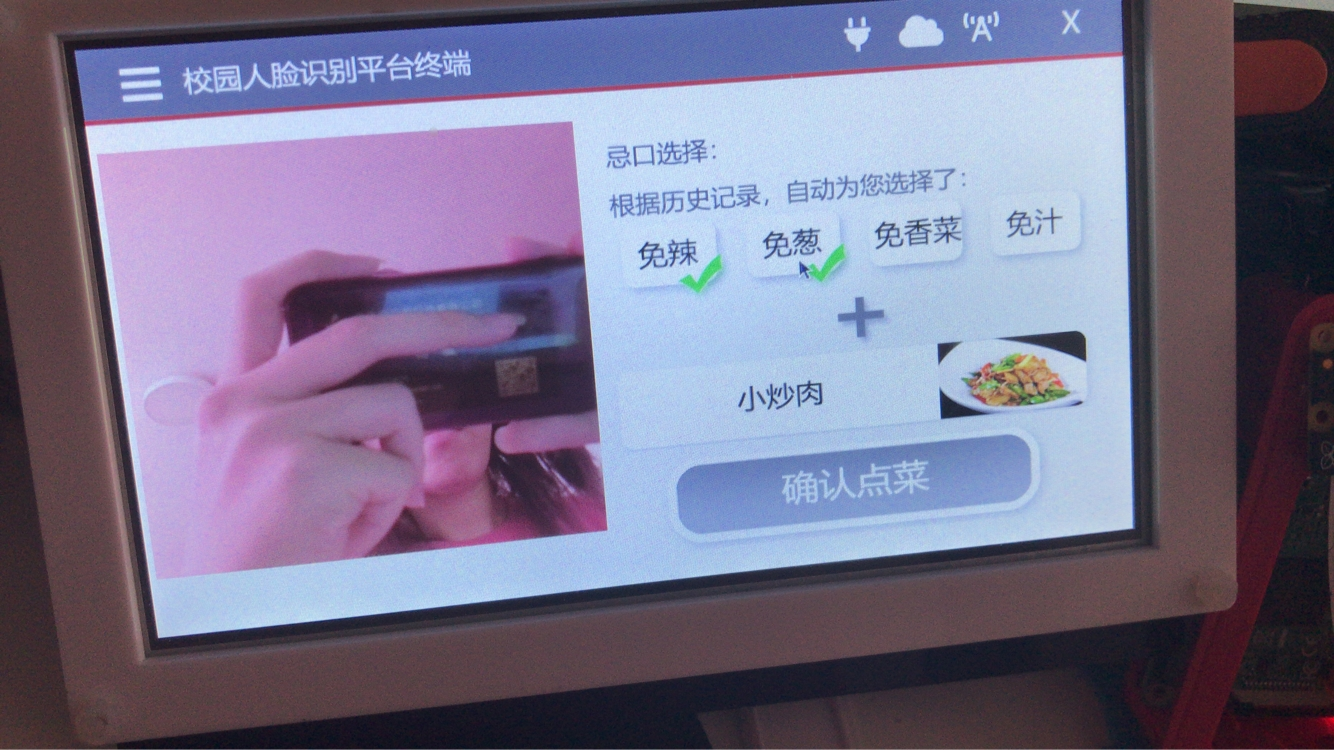 校园人脸识别平台终端
X
忌口选择：
根据历史记录，自动为您选择了：
免辣 免葱 免香菜 免汁
+
小炒肉
确认点菜